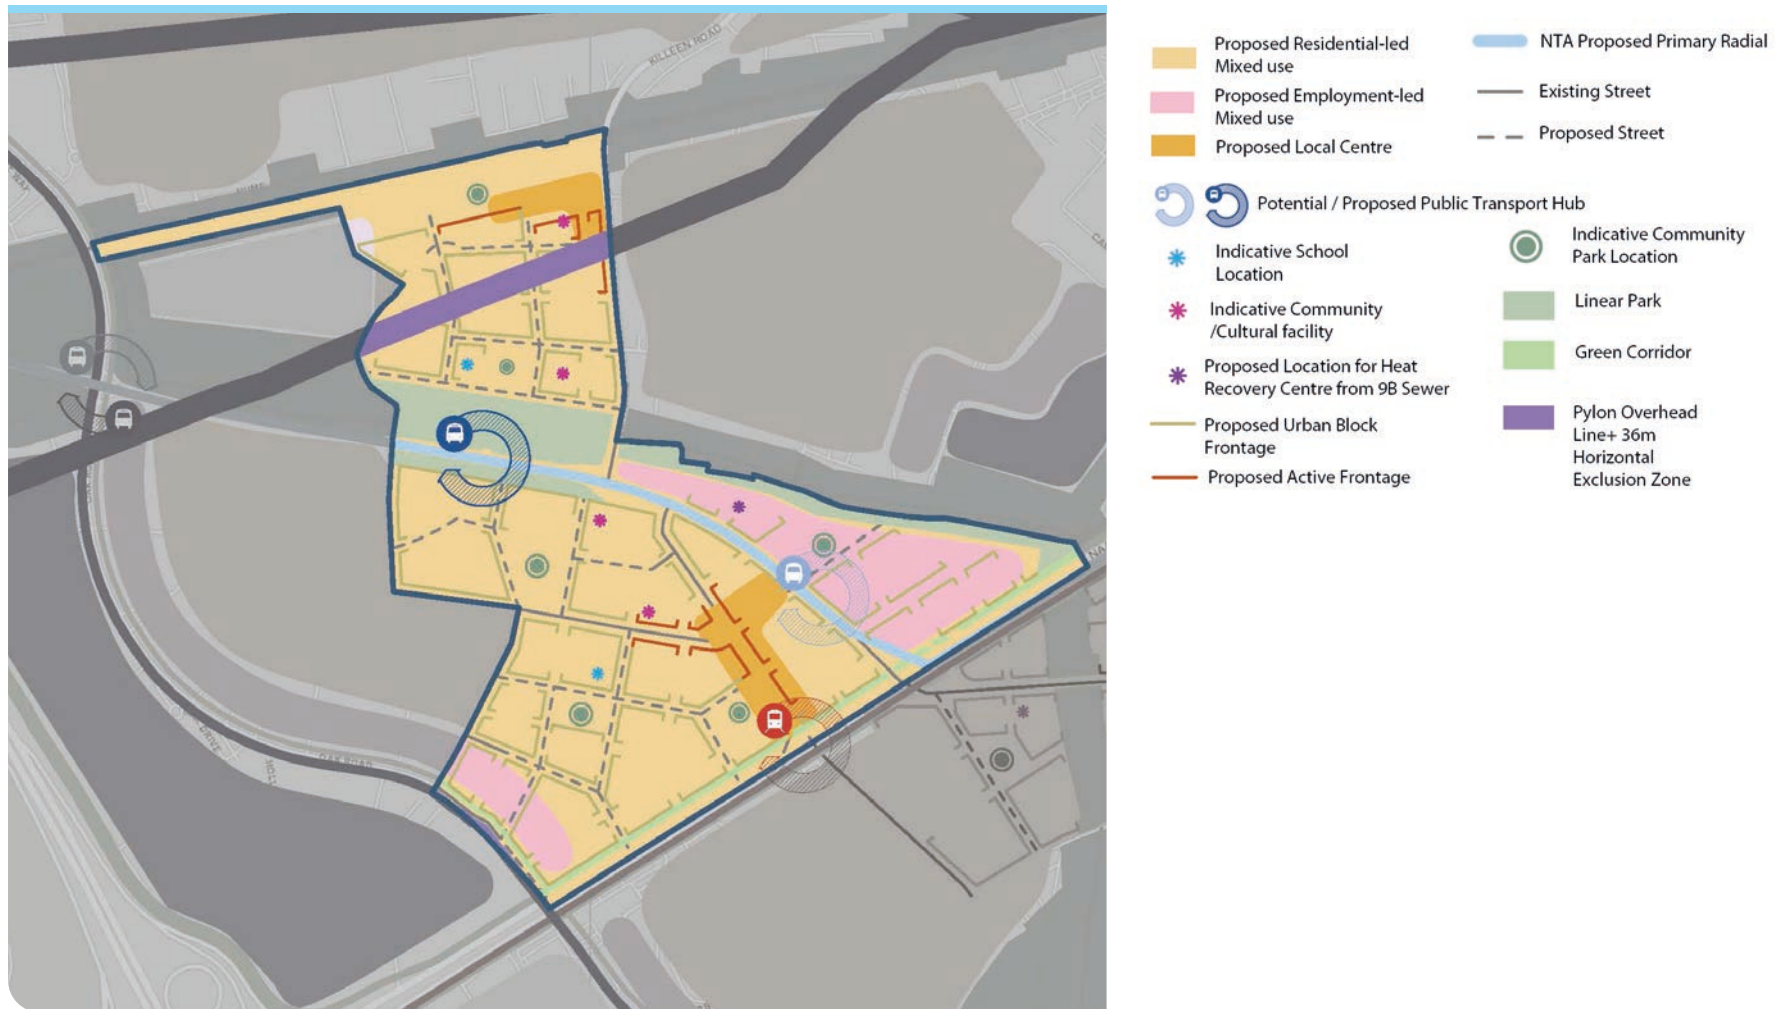 KILLEEN ROAD
DRIVE
OAK ROAD
Proposed Residential-led
Mixed use
Proposed Employment-led
Mixed use
Proposed Local Centre
NTA Proposed Primary Radial
Existing Street
Proposed Street
Potential / Proposed Public Transport Hub
Indicative School
Location
Indicative Community
/Cultural facility
Proposed Location for Heat
Recovery Centre from 9B Sewer
Proposed Urban Block
Frontage
Proposed Active Frontage
Indicative Community
Park Location
Linear Park
Green Corridor
Pylon Overhead
Line+ 36m
Horizontal
Exclusion Zone